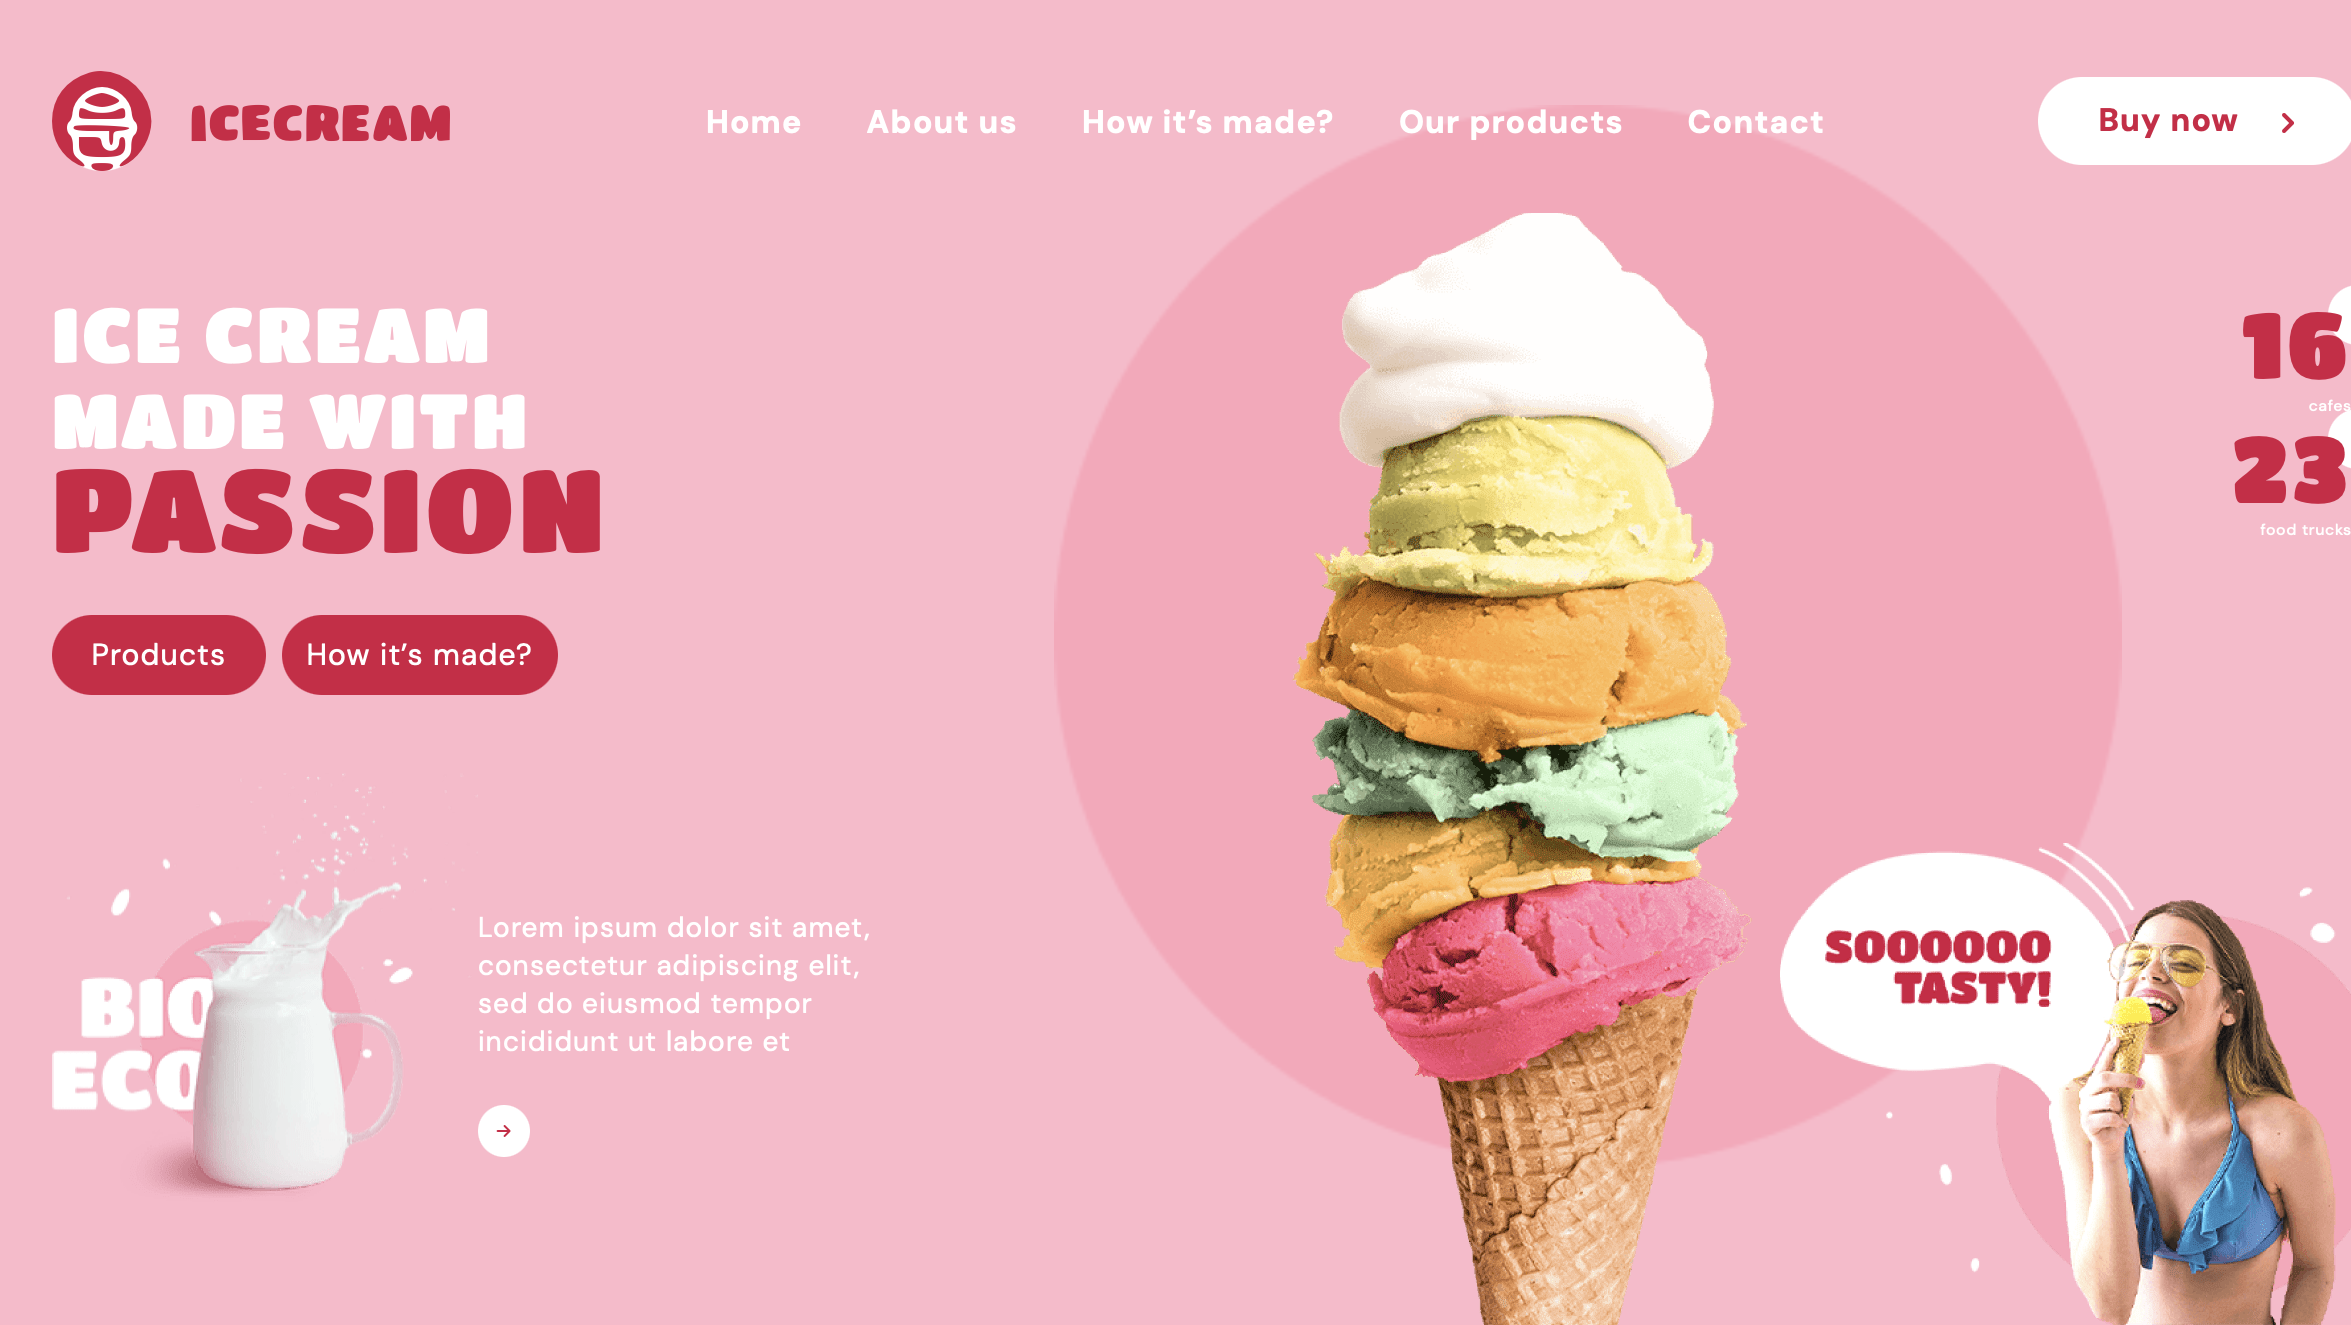 ICECREAM
Home
About us
How it’s made?
Our products
Contact
Buy now
ICE CREAM
MADE WITH
PASSION
Products
How it’s made?
16
cafes
23
food trucks
BIO
ECO
Lorem ipsum dolor sit amet,
consectetur adipiscing elit,
sed do eiusmod tempor
incididunt ut labore et
SOOOOOO
TASTY!